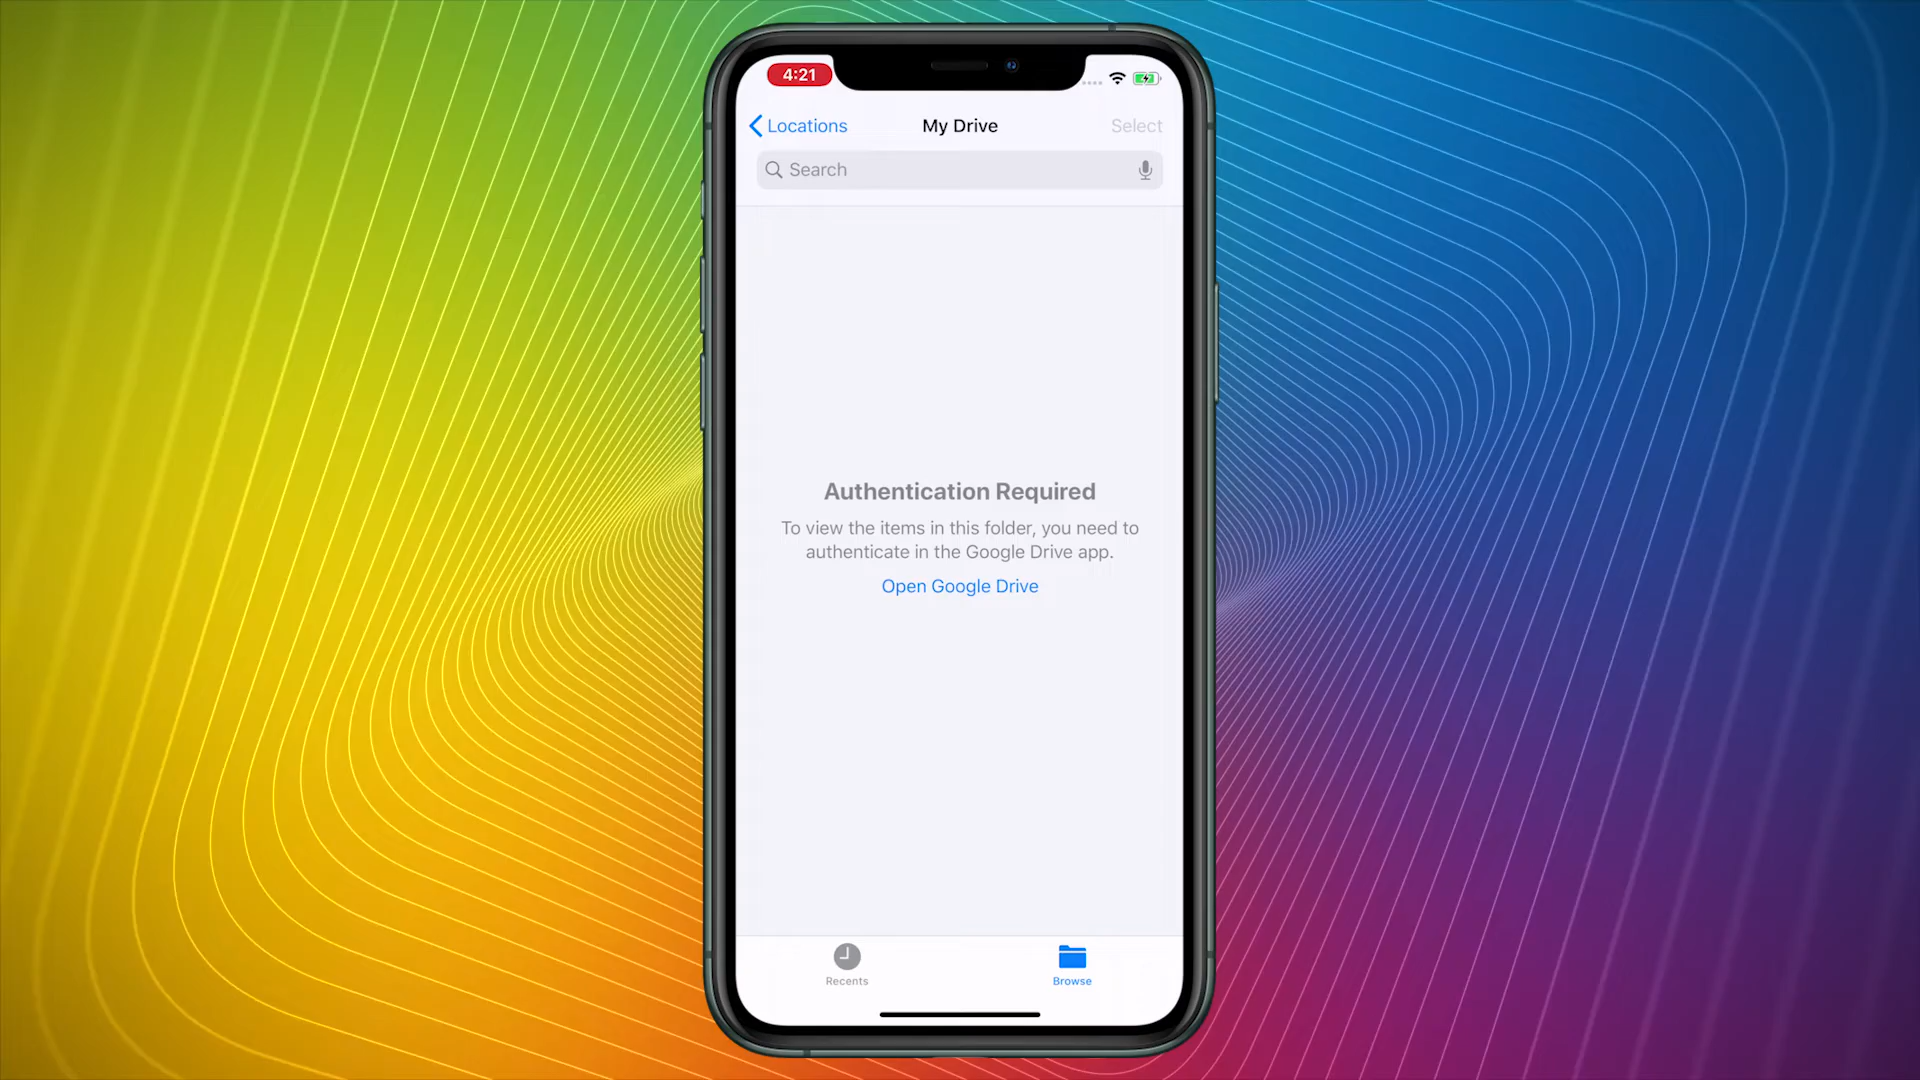 4:21
Locations
My Drive
Select
Search
Authentication Required
To view the items in this folder, you need to
authenticate in the Google Drive app.
Open Google Drive
Recents
Browse